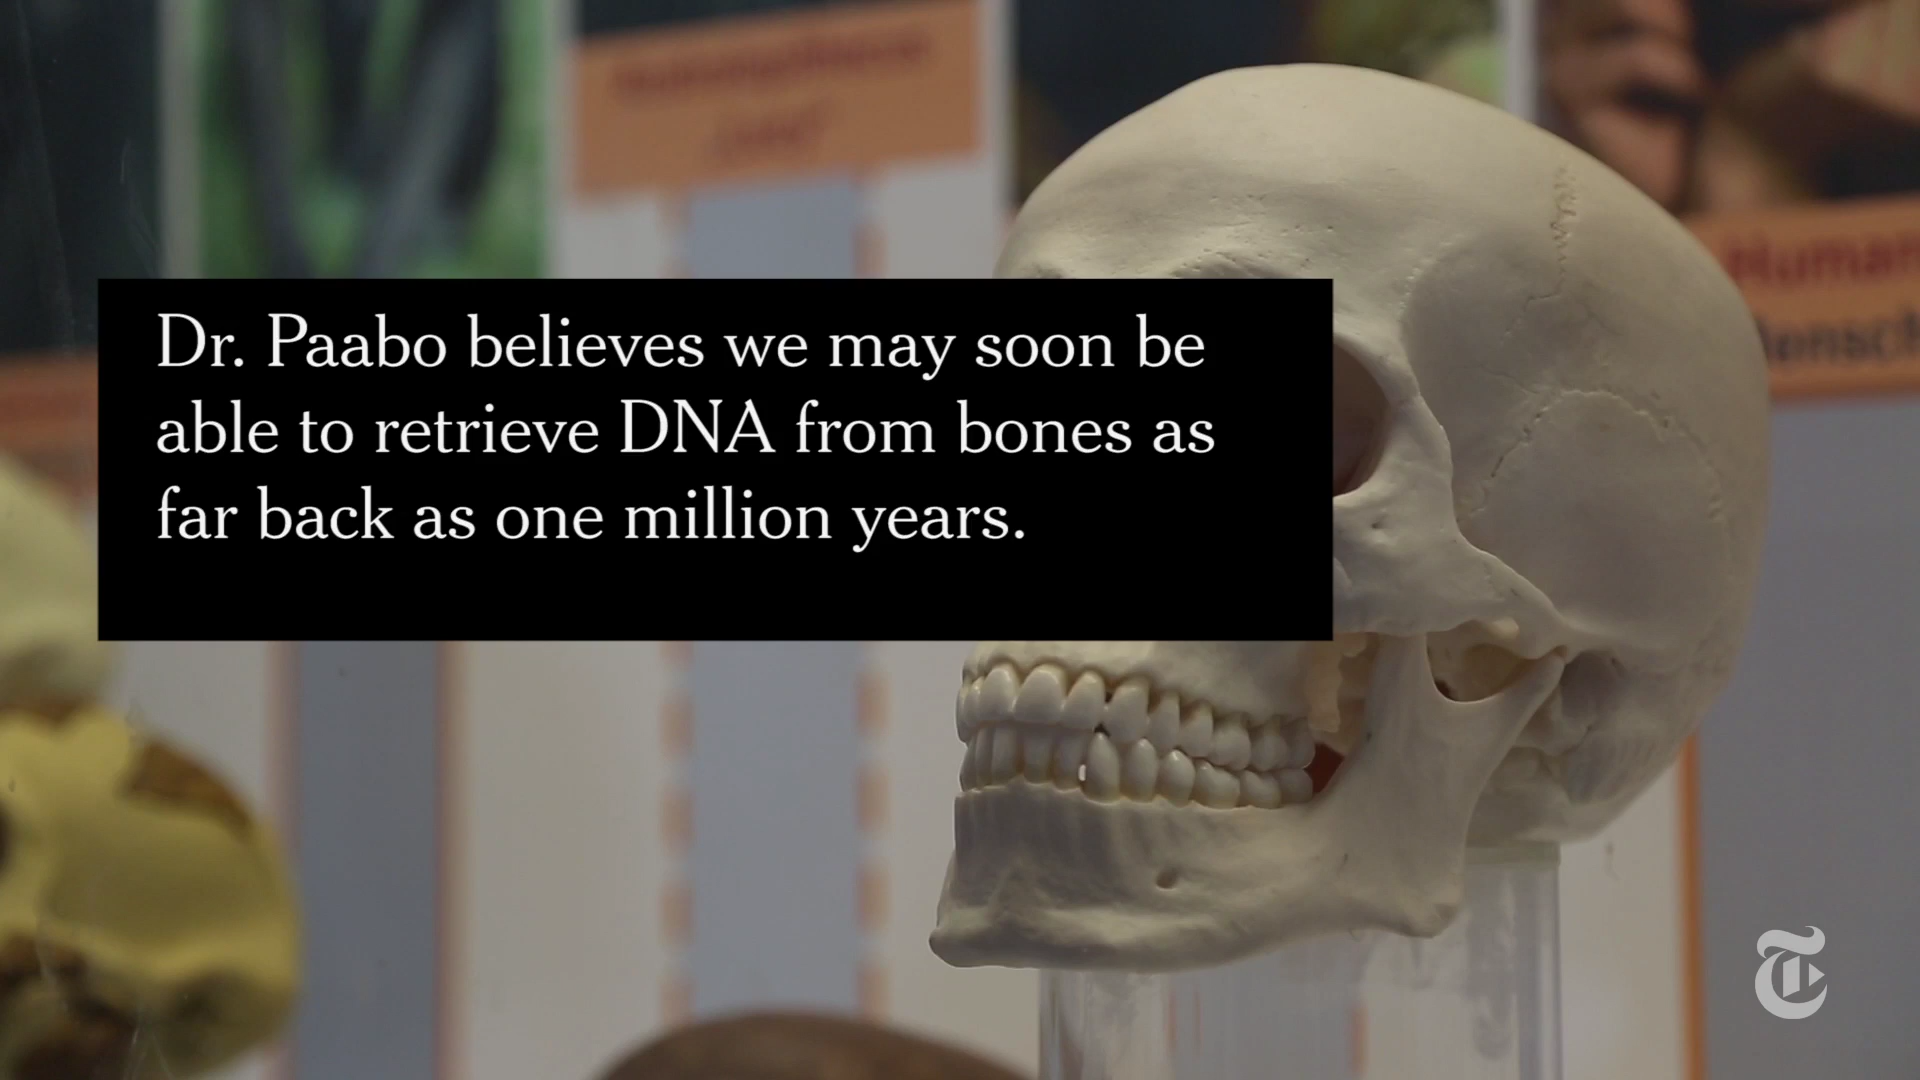 Dr. Paabo believes we may soon be
able to retrieve DNA from bones as
far back as one million years.
Human